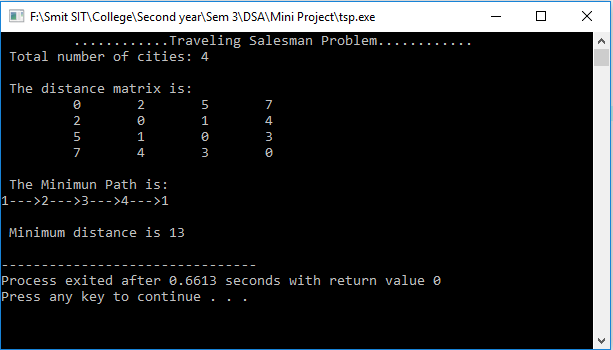 F:\Smit SIT\College\Second year\Sem 3\DSA\Mini Project\tsp.exe
............Traveling Salesman Problem............
Total number of cities: 4
The distance matrix is:
0 2 5 7
2 0 1 4
5 1 0 3
7 4 3 0
The Minimun Path is:
1--->2--->3--->4--->1
Minimum distance is 13
--------------------------------
Process exited after 0.6613 seconds with return value 0
Press any key to continue . . .